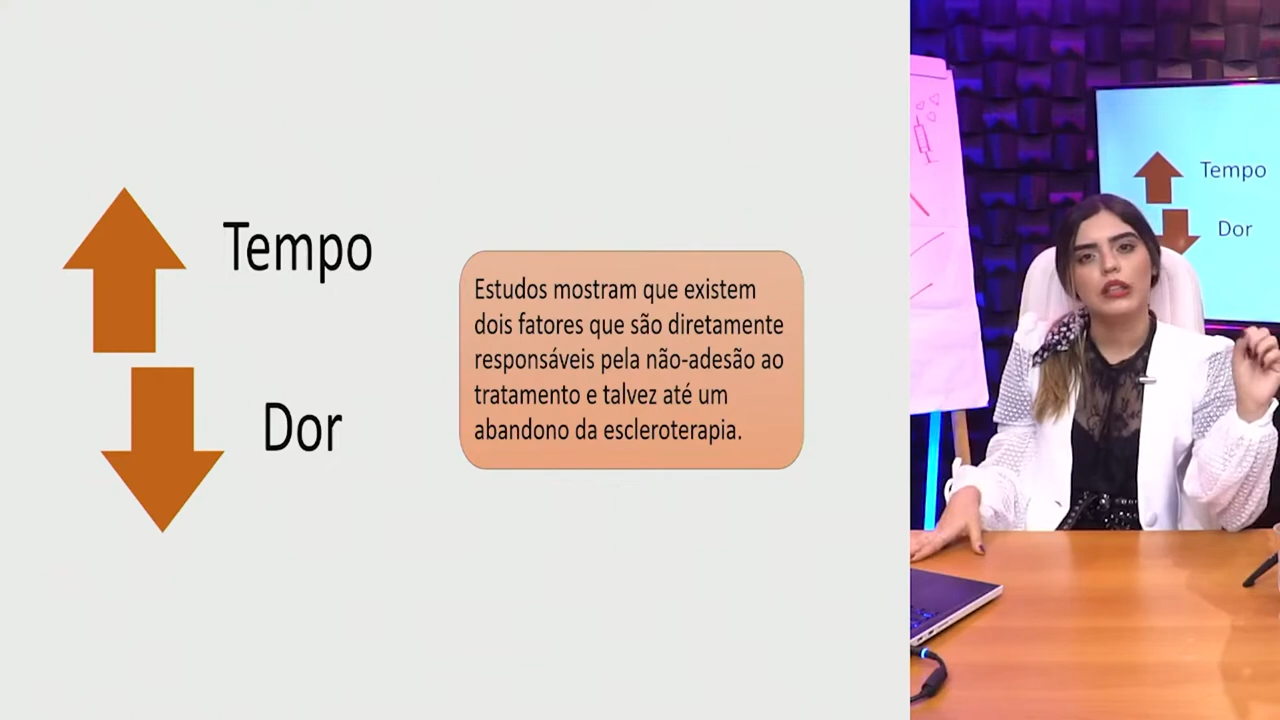 Tempo
Dor
Estudos mostram que existem
dois fatores que são diretamente
responsáveis pela não-adesão ao
tratamento e talvez até um
abandono da escleroterapia.
Tempo
Dor